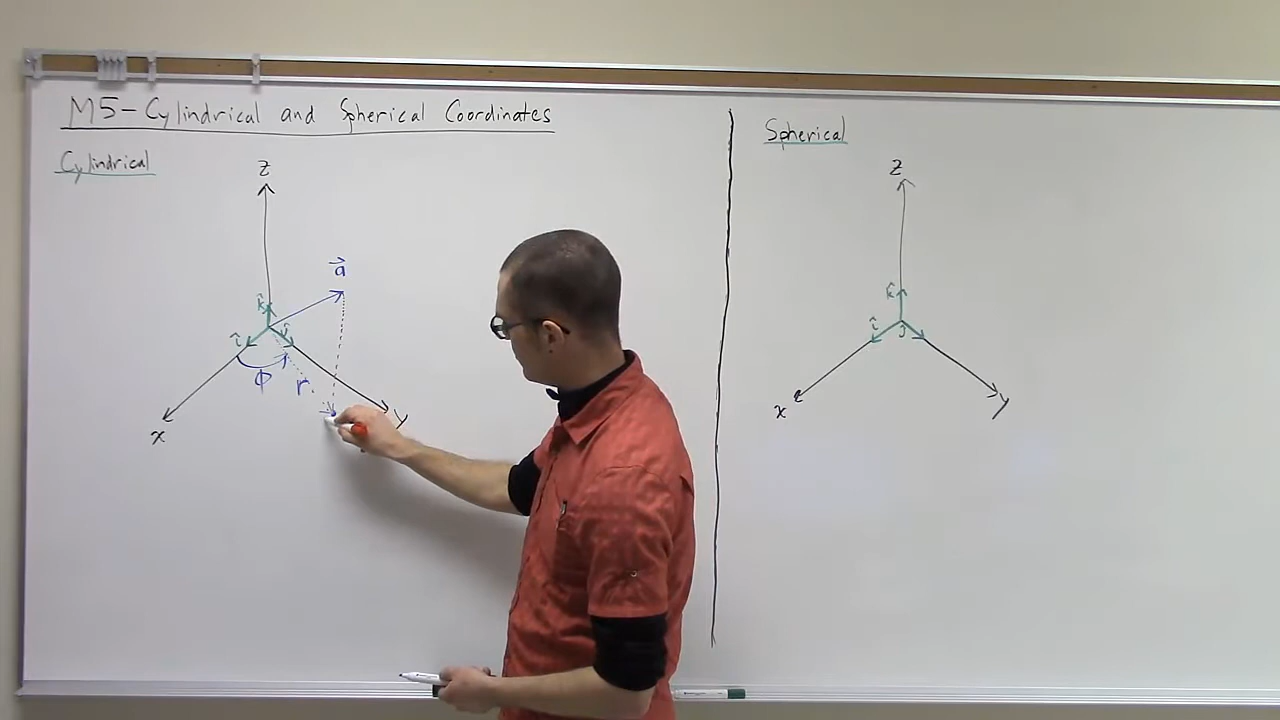 M5-Cylindrical and Spherical Coordinates
Cylindrical
z
a⃗
k̂
î
ĵ
ϕ
r
x
y
Spherical
z
k̂
î
ĵ
x
y